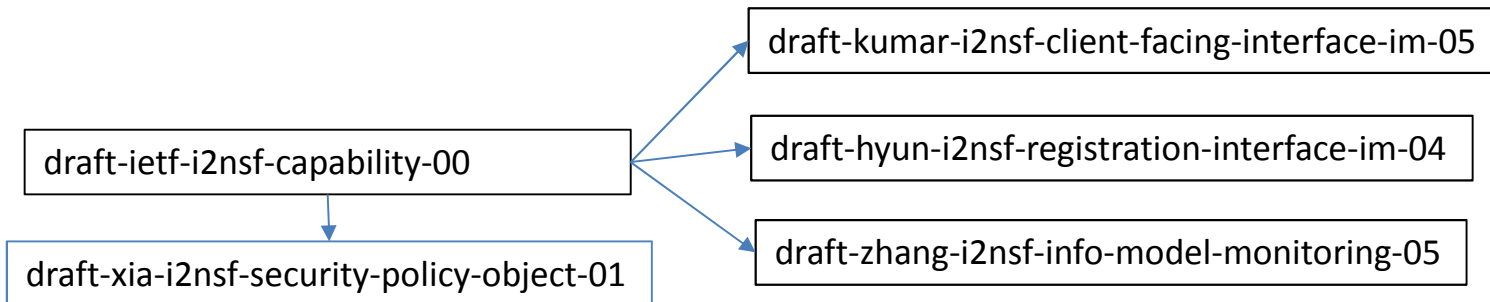 draft-kumar-i2nsf-client-facing-interface-im-05
draft-ietf-i2nsf-capability-00
draft-hyun-i2nsf-registration-interface-im-04
draft-xia-i2nsf-security-policy-object-01
draft-zhang-i2nsf-info-model-monitoring-05